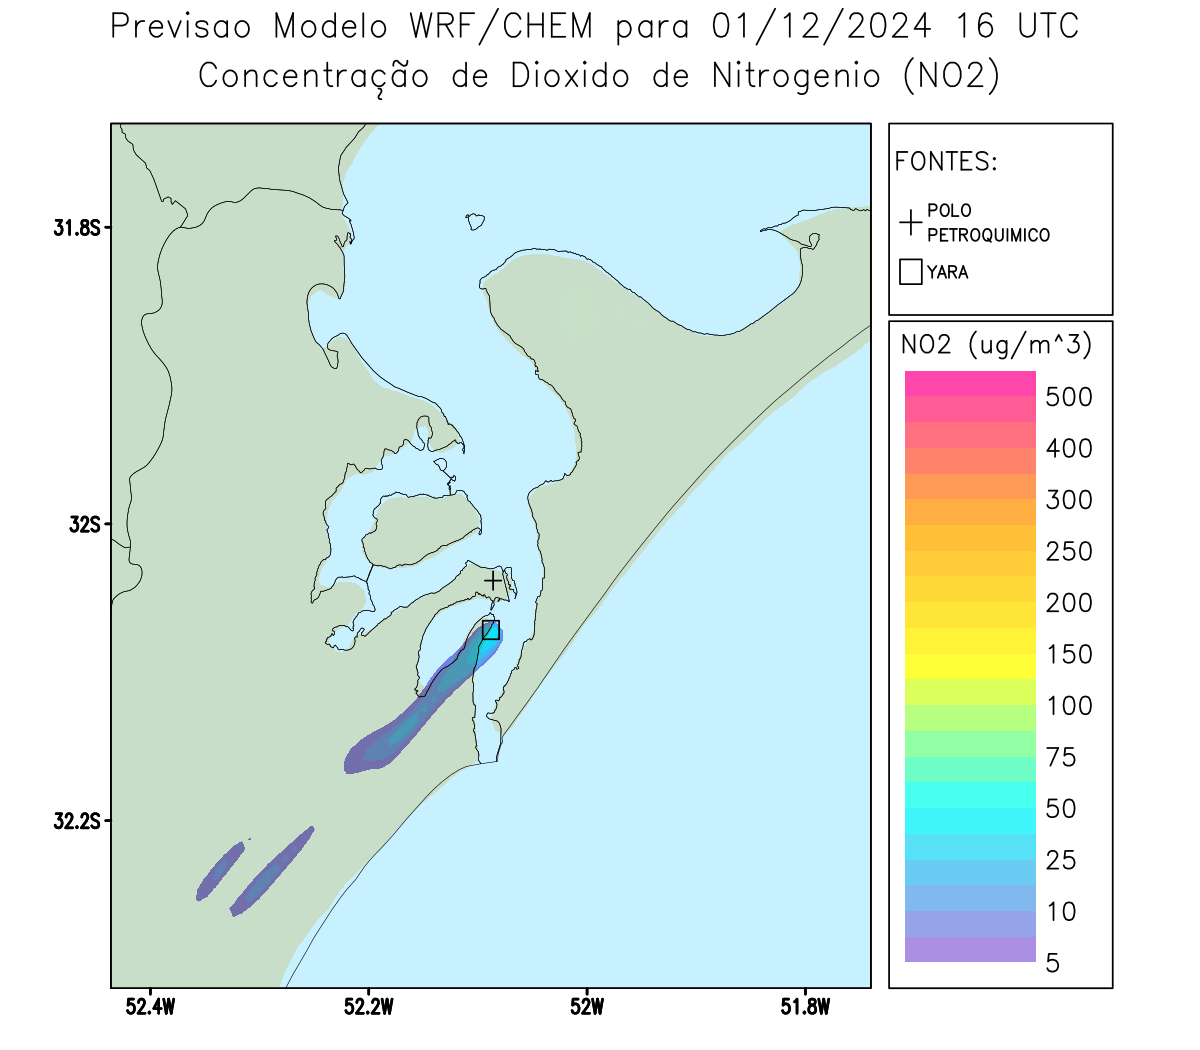 Previsao Modelo WRF/CHEM para 01/12/2024 16 UTC
Concentração de Dioxido de Nitrogenio (NO2)
FONTES:
POLO
PETROQUIMICO
YARA
31.8S
32S
32.2S
52.4W
52.2W
52W
51.8W
NO2 (ug/m^3)
500
400
300
250
200
150
100
75
50
25
10
5